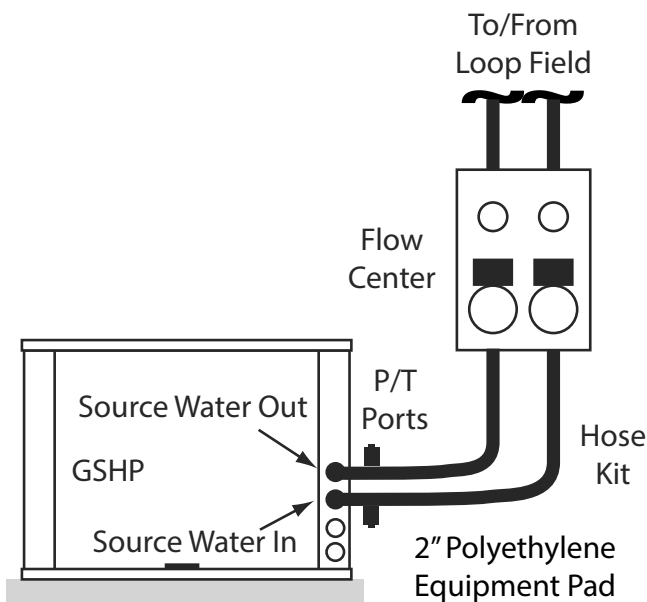 To/From
Loop Field
Flow
Center
P/T
Ports
Source Water Out
GSHP
Source Water In
Hose
Kit
2” Polyethylene
Equipment Pad